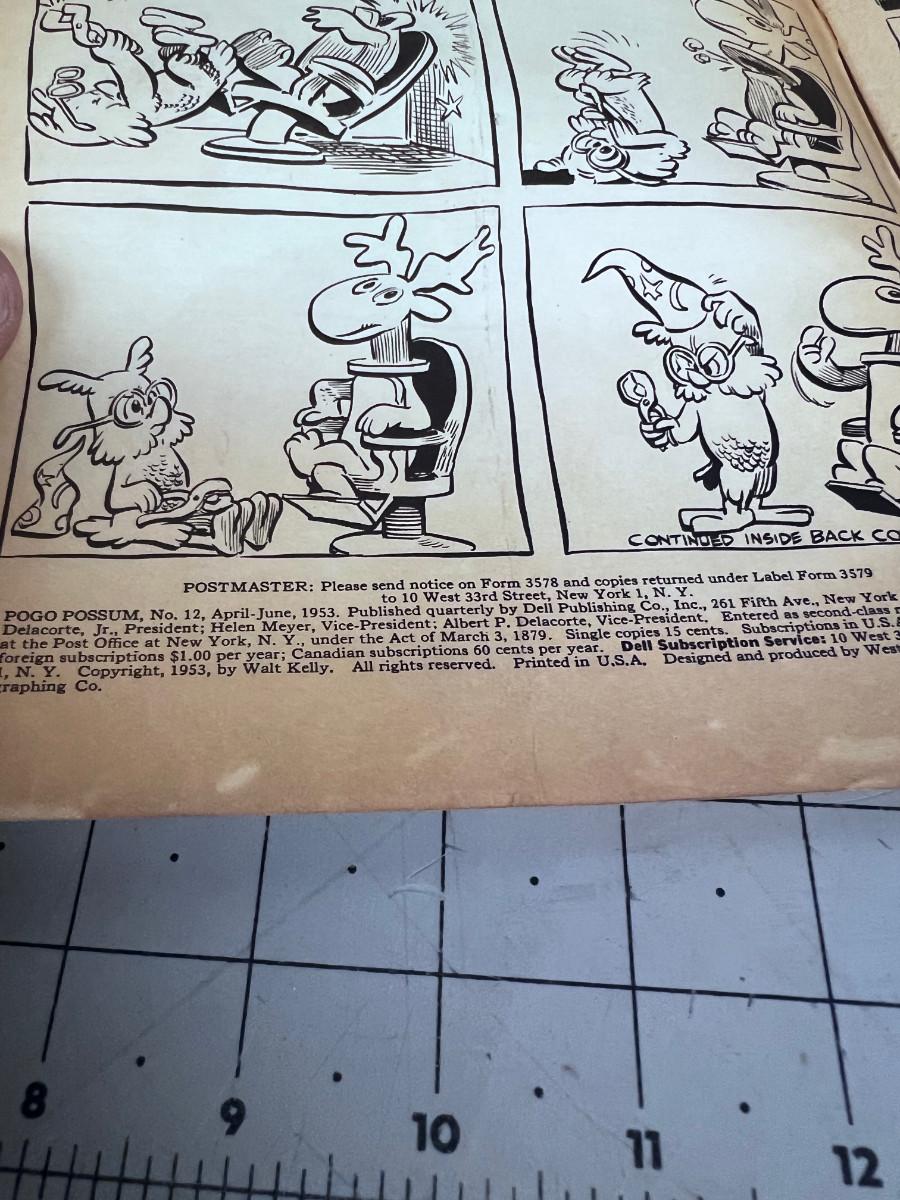 CONTINUED INSIDE BACK CO
POSTMASTER: Please send notice on Form 3578 and copies returned under Label Form 3579
to 10 West 33rd Street, New York 1, N. Y.
POGO POSSUM, No. 12, April-June, 1953. Published quarterly by Dell Publishing Co., Inc., 261 Fifth Ave., New York
Delacorte, Jr., President; Helen Meyer, Vice-President; Albert P. Delacorte, Vice-President. Entered as second-class
at the Post Office at New York, N. Y., under the Act of March 3, 1879. Single copies 15 cents. Subscriptions in U.S.A
foreign subscriptions $1.00 per year; Canadian subscriptions 60 cents per year. Dell Subscription Service: 10 West 3
1, N. Y. Copyright, 1953, by Walt Kelly. All rights reserved. Printed in U.S.A. Designed and produced by West
graphing Co.
8 9 10 11 12